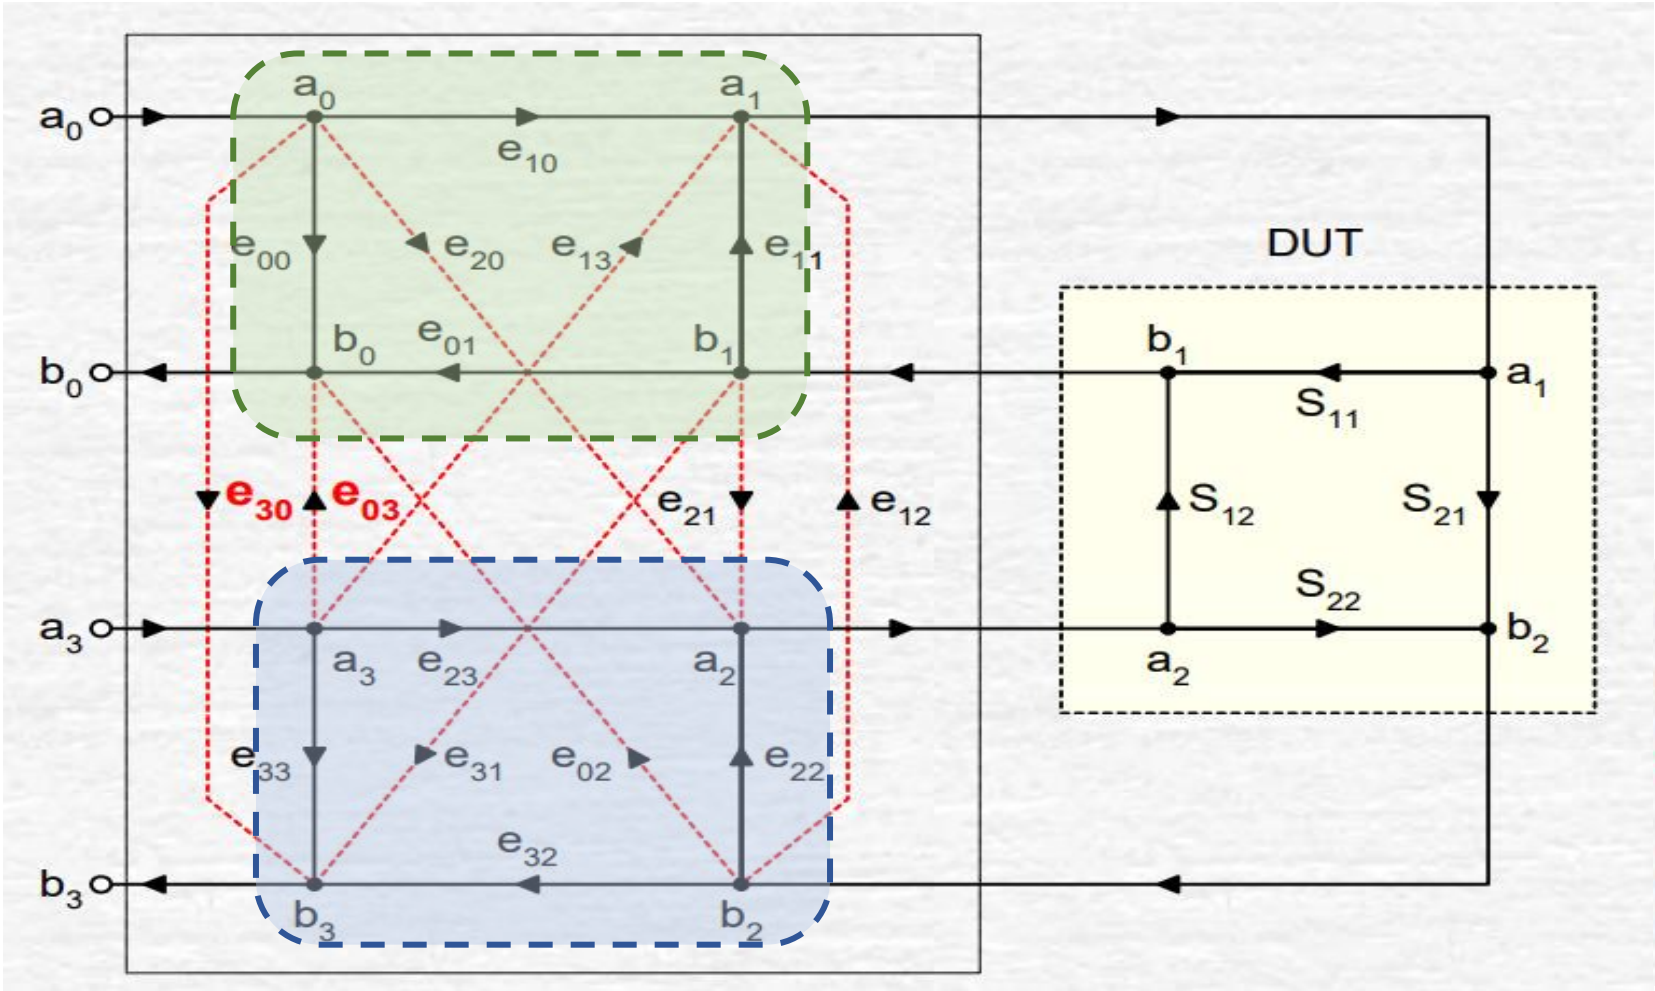 a0 a1
a0
e10
e00 e20 e13 e11
DUT
b0 e01 b1
b0
b1
a1
S11
e30 e03 e21 e12
S12 S21
S22
a3
a3 e23 a2
a2
b2
e33 e31 e02 e22
e32
b3
b3 b2